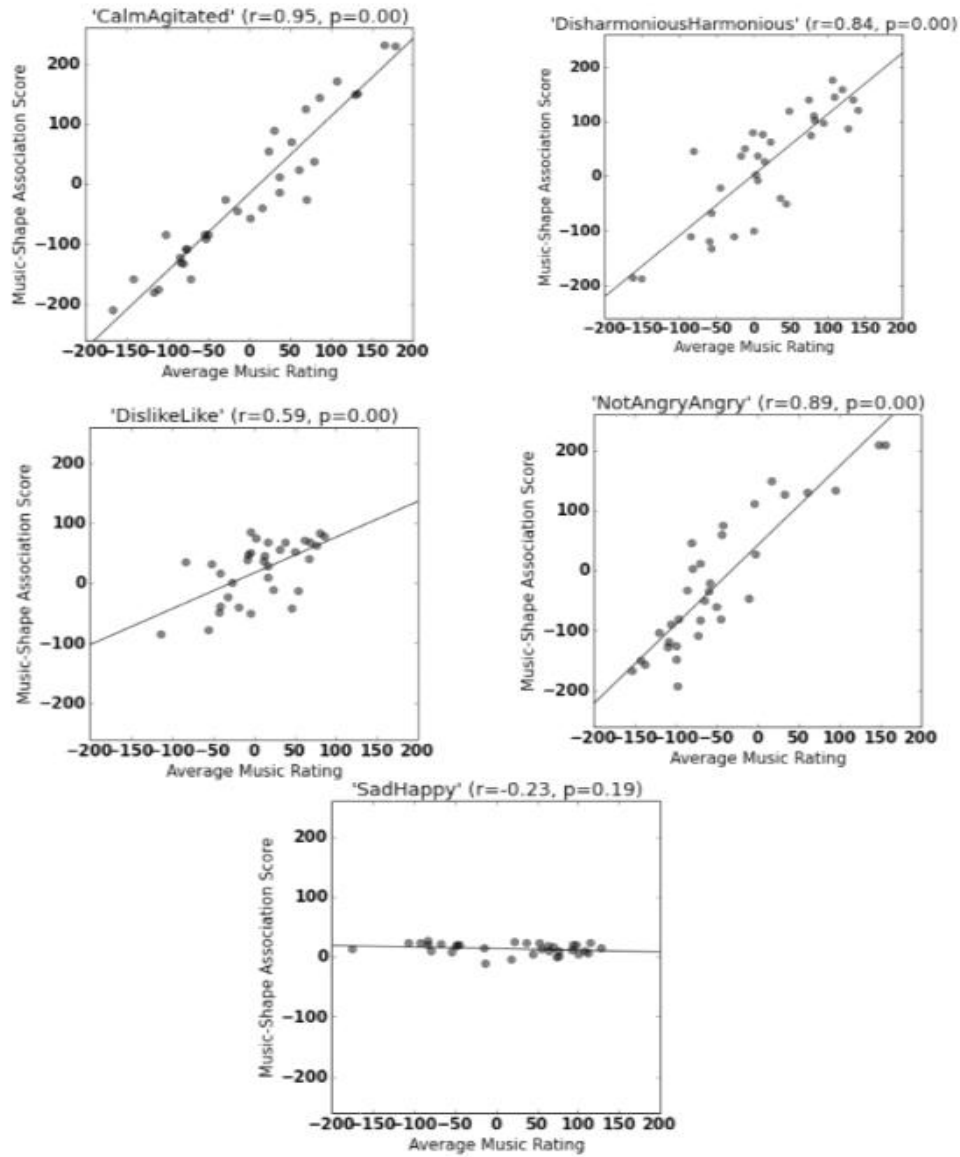 'CalmAgitated' (r=0.95, p=0.00)
Music-Shape Association Score
200
100
0
−100
−200
−200−150−100 −50 0 50 100 150 200
Average Music Rating
'DisharmoniousHarmonious' (r=0.84, p=0.00)
Music-Shape Association Score
200
100
0
−100
−200
−200−150−100 −50 0 50 100 150 200
Average Music Rating
'DislikeLike' (r=0.59, p=0.00)
Music-Shape Association Score
200
100
0
−100
−200
−200−150−100 −50 0 50 100 150 200
Average Music Rating
'NotAngryAngry' (r=0.89, p=0.00)
Music-Shape Association Score
200
100
0
−100
−200
−200−150−100 −50 0 50 100 150 200
Average Music Rating
'SadHappy' (r=-0.23, p=0.19)
Music-Shape Association Score
200
100
0
−100
−200
−200−150−100 −50 0 50 100 150 200
Average Music Rating